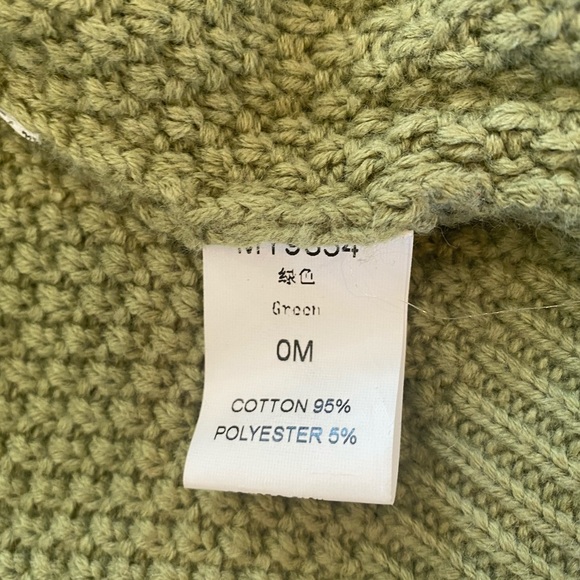 绿色
Green
0M
COTTON 95%
POLYESTER 5%